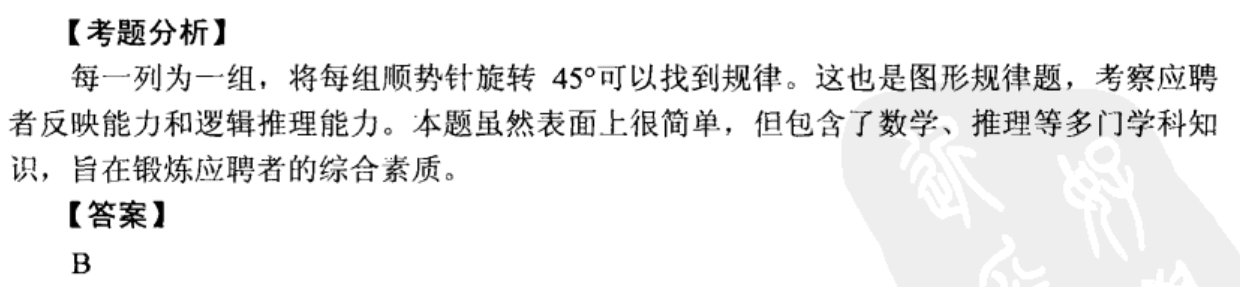 【考题分析】
每一列为一组，将每组顺势针旋转 45°可以找到规律。这也是图形规律题，考察应聘
者反映能力和逻辑推理能力。本题虽然表面上很简单，但包含了数学、推理等多门学科知
识，旨在锻炼应聘者的综合素质。
【答案】
B